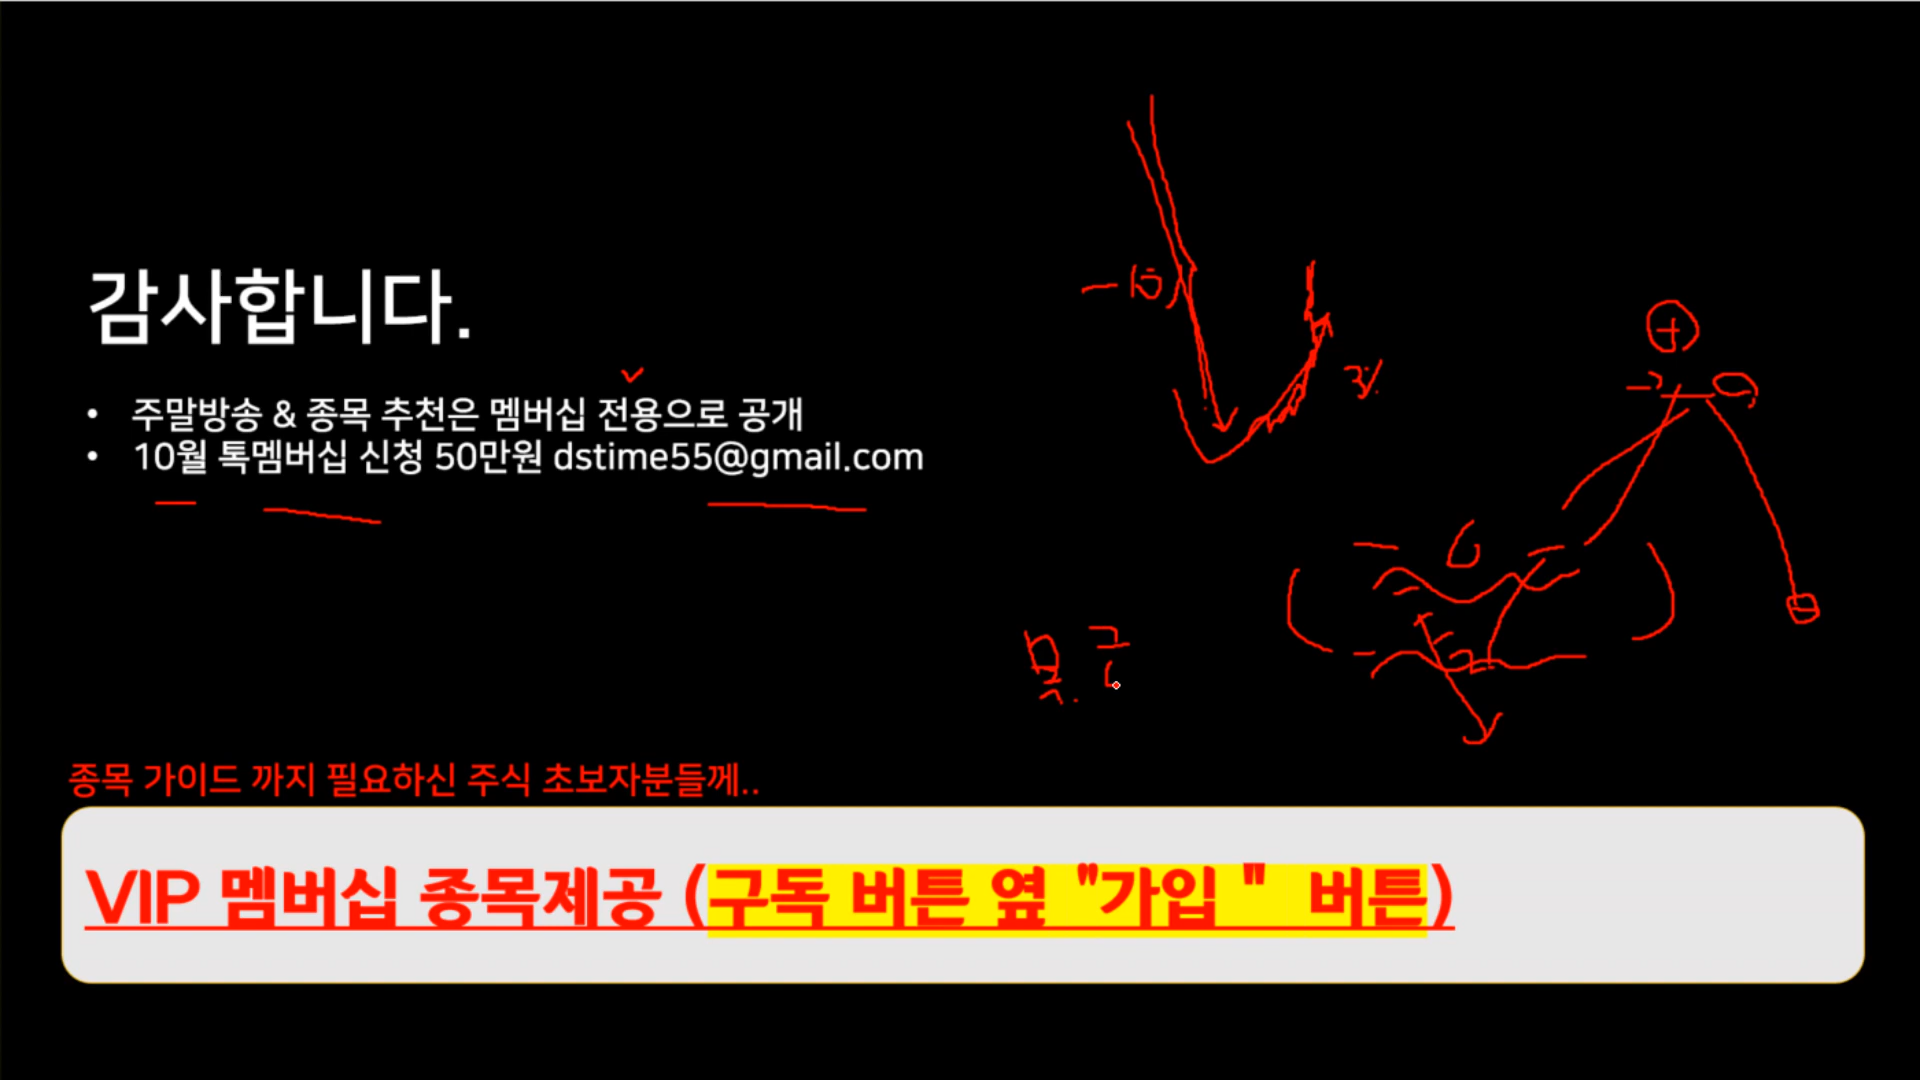 감사합니다.
• 주말방송 & 종목 추천은 멤버십 전용으로 공개
• 10월 톡멤버십 신청 50만원 dstime55@gmail.com
종목 가이드 까지 필요하신 주식 초보자분들께..
VIP 멤버십 종목제공 (구독 버튼 옆 "가입 " 버튼)